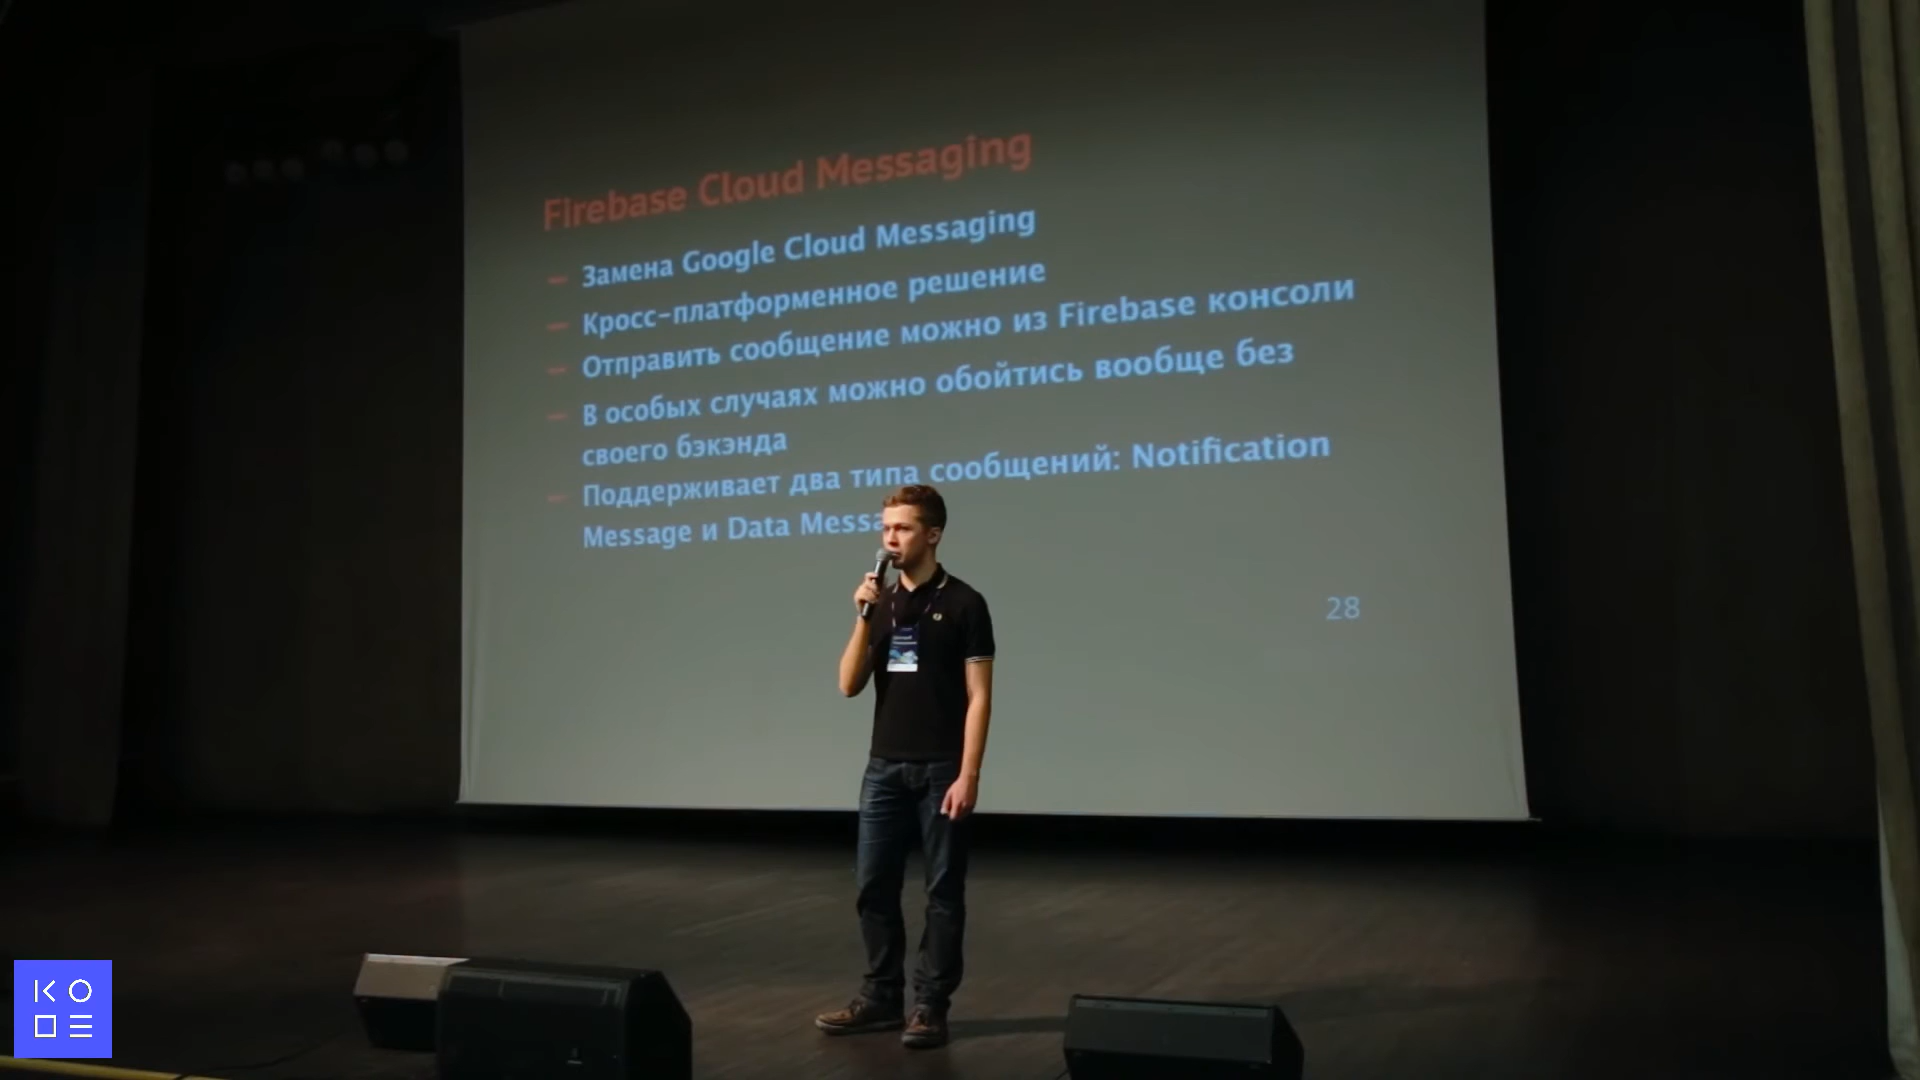 Firebase Cloud Messaging
– Замена Google Cloud Messaging
– Кросс-платформенное решение
– Отправить сообщение можно из Firebase консоли
– В особых случаях можно обойтись вообще без
своего бэкэнда
– Поддерживает два типа сообщений: Notification
Message и Data Messa
28
KODE